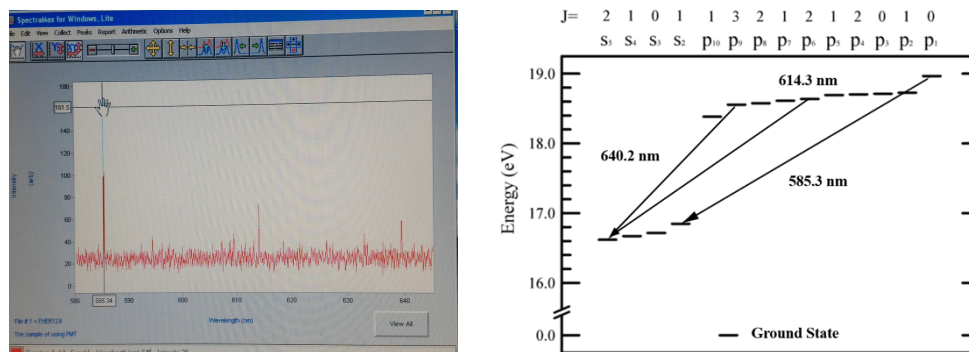 SpectraMax for Windows, Lite
File Edit View Collect Peaks Report Arithmetic Options Help
180
181.5
140
120
100
80
60
40
20
0
Intensity
(arb)
580
585.34
590
600
610
620
630
640
Wavelength (nm)
File # 1 = FHERT24
The sample of using PMT
View All
J= 2 1 0 1 1 3 2 1 2 1 2 0 1 0
s5 s4 s3 s2 p10 p9 p8 p7 p6 p5 p4 p3 p2 p1
19.0
18.0
17.0
16.0
0.0
Energy (eV)
614.3 nm
640.2 nm
585.3 nm
Ground State